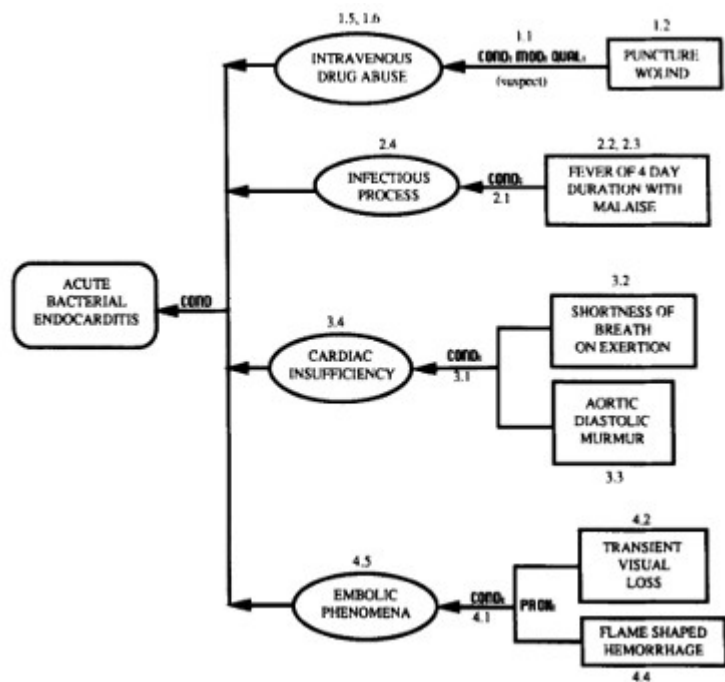 1.5, 1.6
INTRAVENOUS
DRUG ABUSE
1.1
COND: MOD: QUAL:
(suspect)
1.2
PUNCTURE
WOUND
2.4
INFECTIOUS
PROCESS
COND:
2.1
2.2, 2.3
FEVER OF 4 DAY
DURATION WITH
MALAISE
ACUTE
BACTERIAL
ENDOCARDITIS
COND
3.4
CARDIAC
INSUFFICIENCY
COND:
3.1
3.2
SHORTNESS OF
BREATH
ON EXERTION
AORTIC
DIASTOLIC
MURMUR
3.3
4.5
EMBOLIC
PHENOMENA
COND:
4.1
PROX:
4.2
TRANSIENT
VISUAL
LOSS
FLAME SHAPED
HEMORRHAGE
4.4